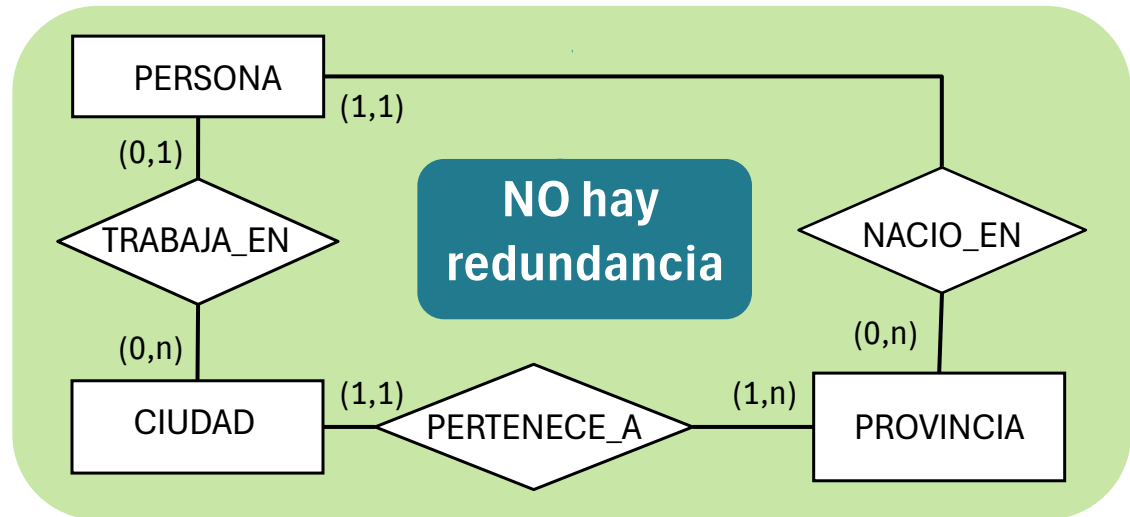 PERSONA
(1,1)
(0,1)
TRABAJA_EN
NO hay
redundancia
NACIO_EN
(0,n)
(0,n)
CIUDAD
(1,1)
PERTENECE_A
(1,n)
PROVINCIA